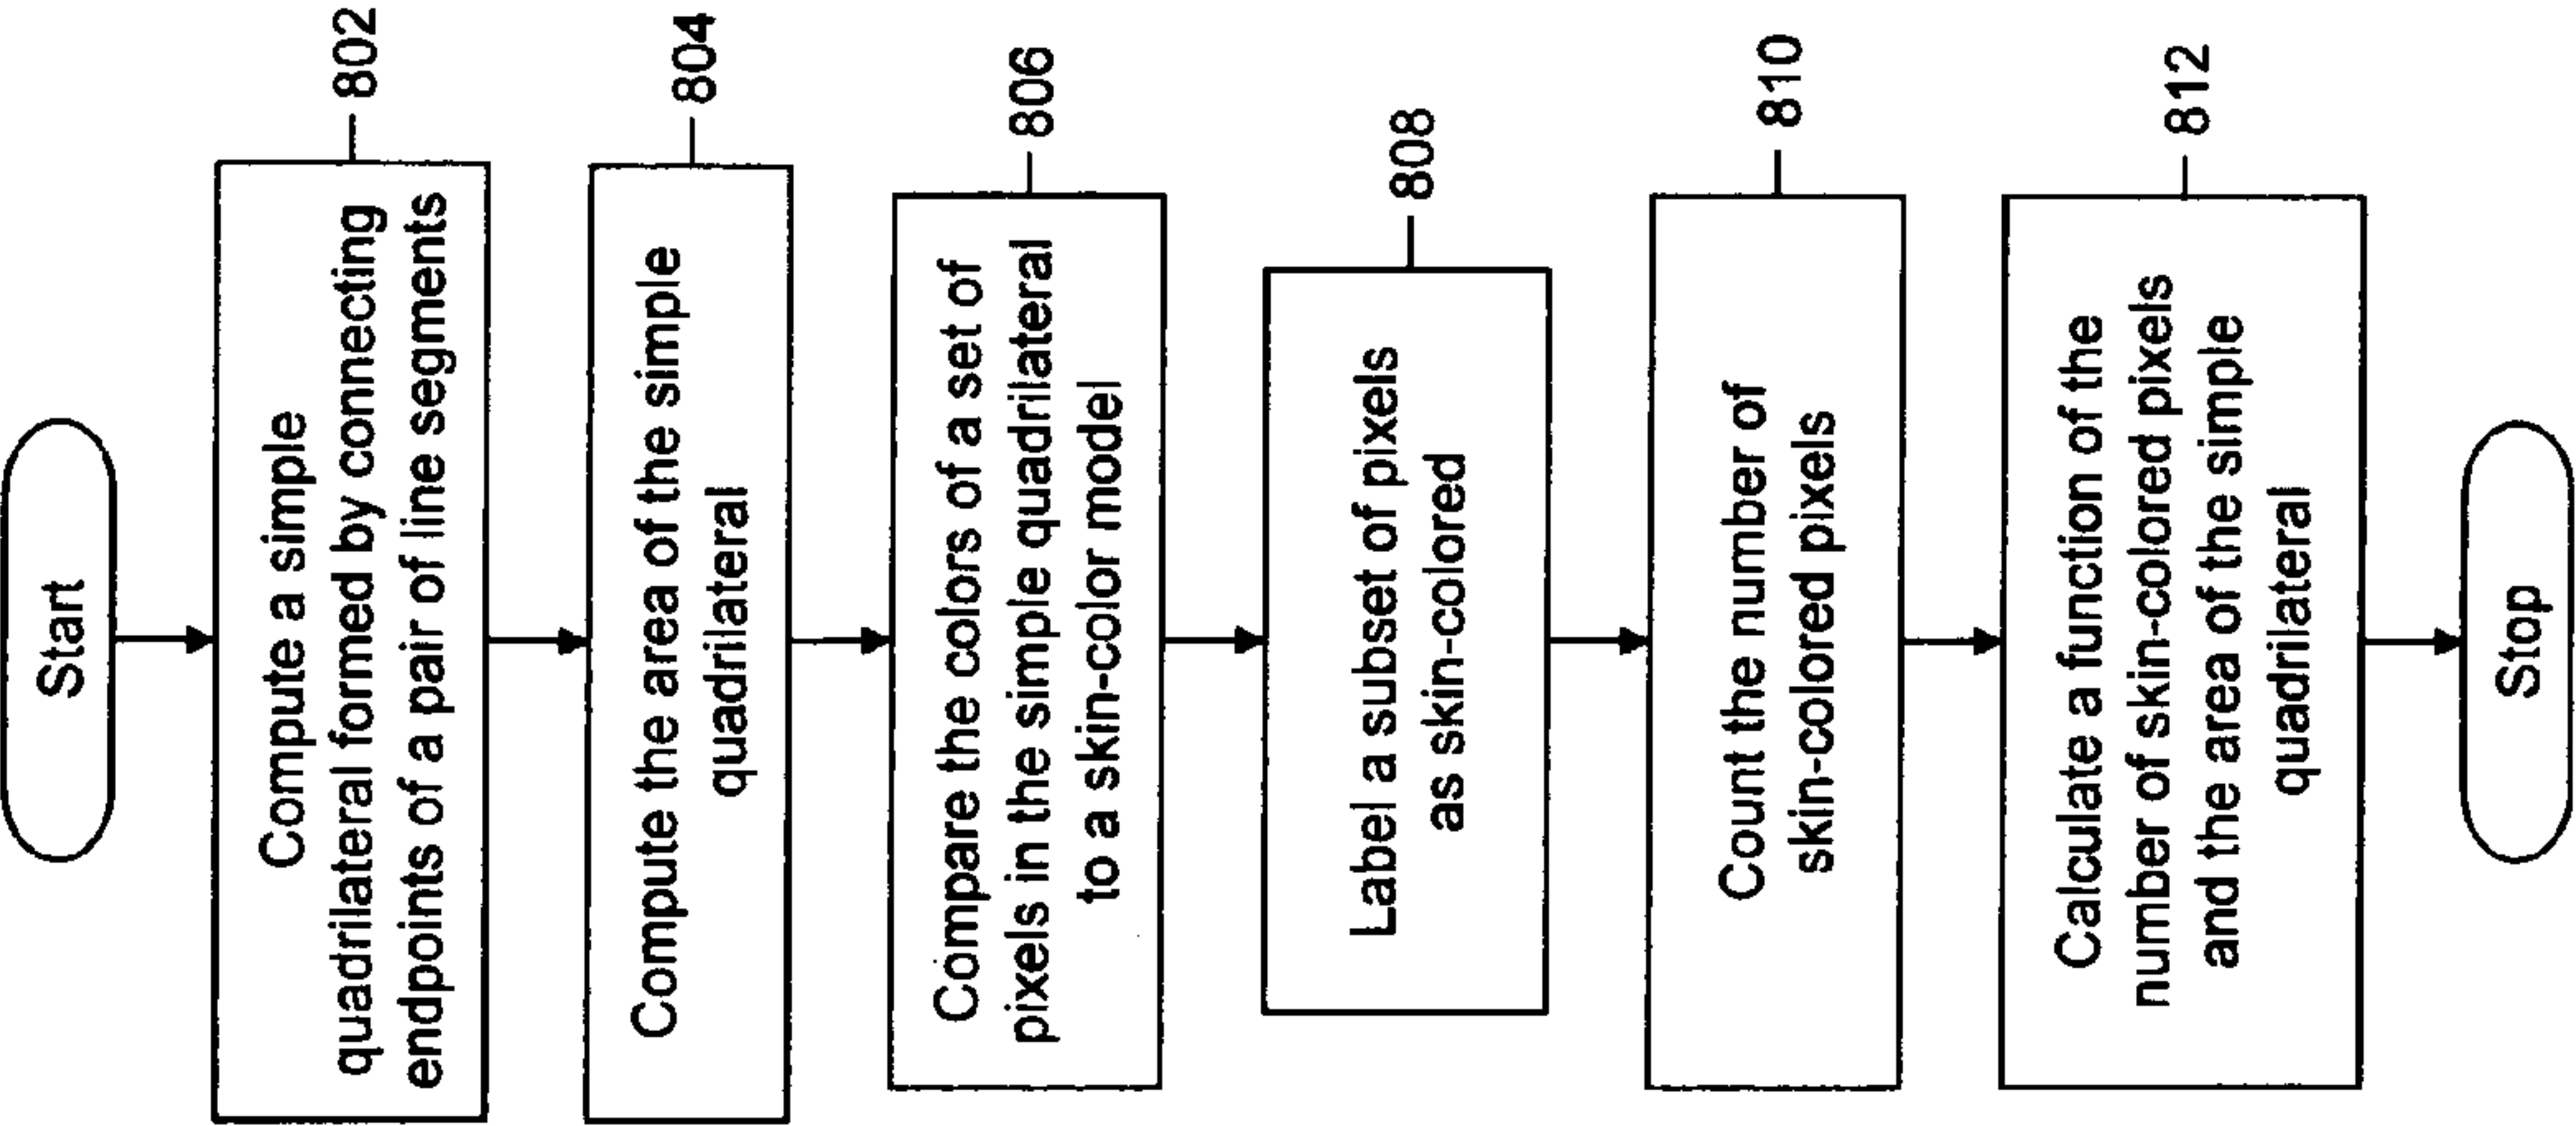 Start
Compute a simple
quadrilateral formed by connecting
endpoints of a pair of line segments
802
Compute the area of the simple
quadrilateral
804
Compare the colors of a set of
pixels in the simple quadrilateral
to a skin-color model
806
Label a subset of pixels
as skin-colored
808
Count the number of
skin-colored pixels
810
Calculate a function of the
number of skin-colored pixels
and the area of the simple
quadrilateral
812
Stop